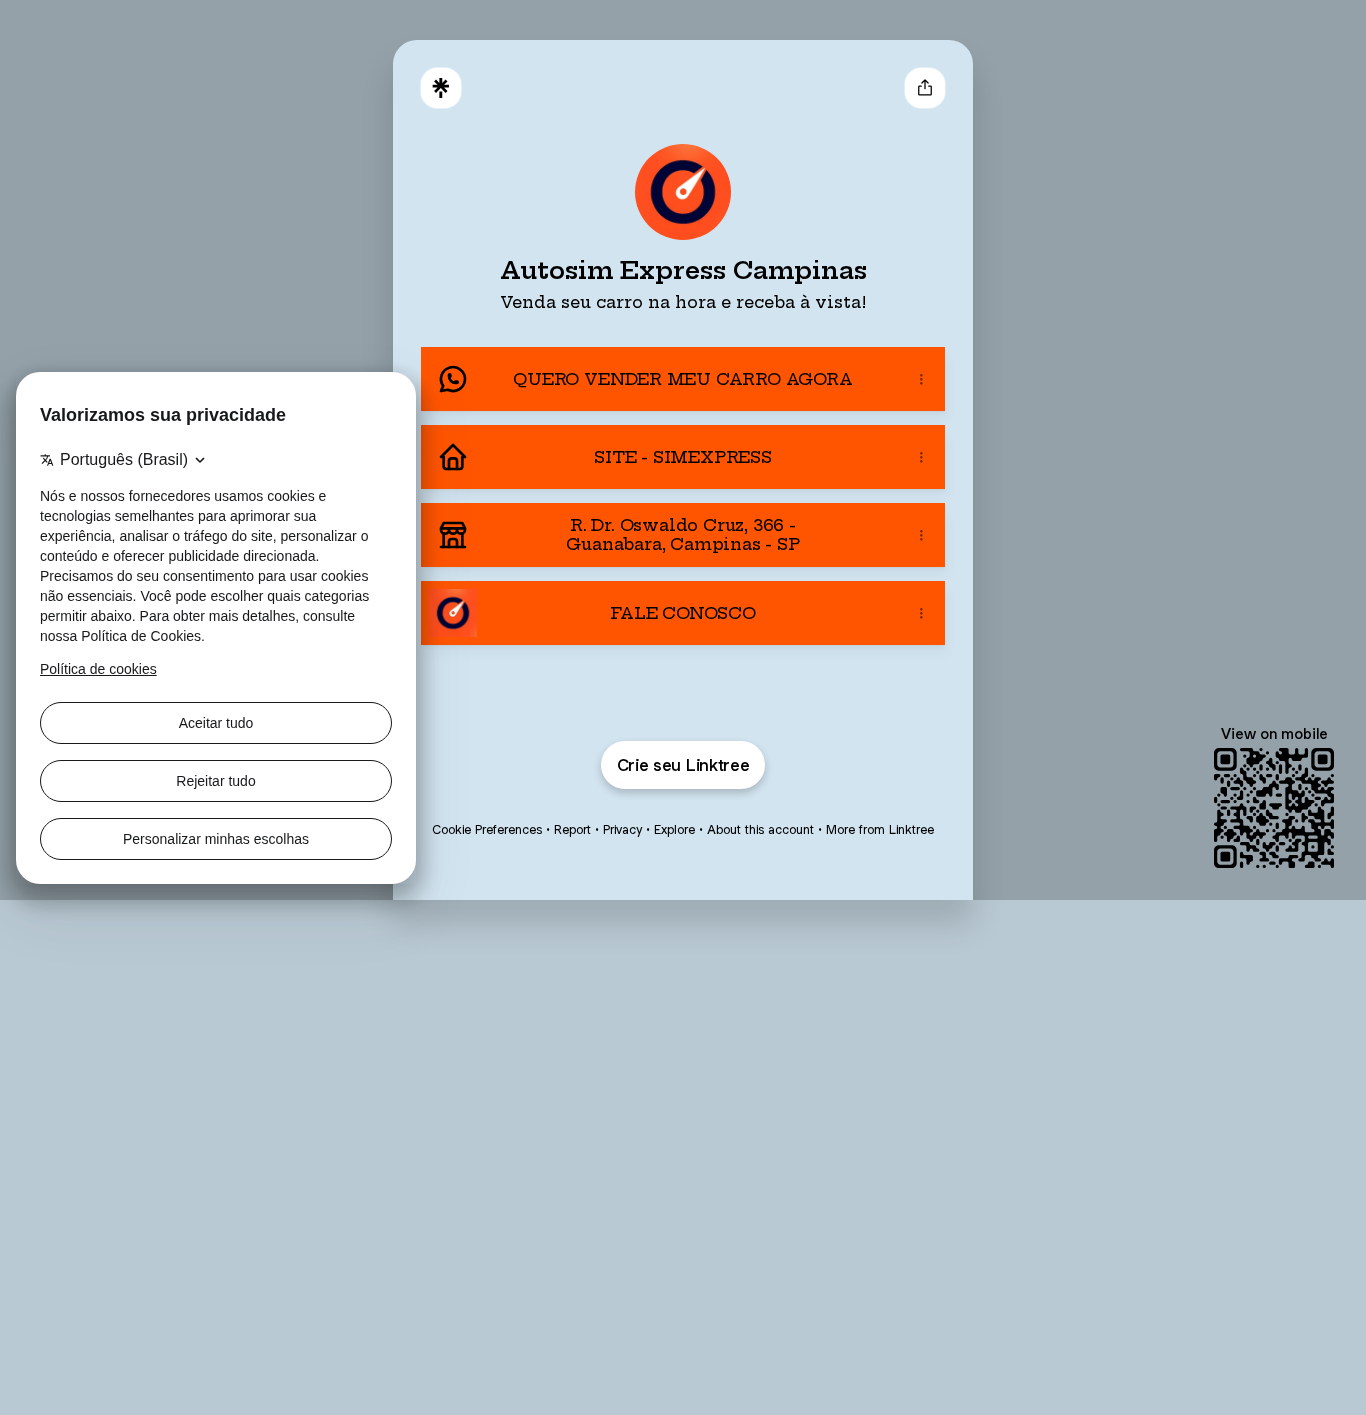 Autosim Express Campinas
Venda seu carro na hora e receba à vista!
QUERO VENDER MEU CARRO AGORA
SITE - SIMEXPRESS
R. Dr. Oswaldo Cruz, 366 -
Guanabara, Campinas - SP
FALE CONOSCO
Valorizamos sua privacidade
Português (Brasil)
Nós e nossos fornecedores usamos cookies e
tecnologias semelhantes para aprimorar sua
experiência, analisar o tráfego do site, personalizar o
conteúdo e oferecer publicidade direcionada.
Precisamos do seu consentimento para usar cookies
não essenciais. Você pode escolher quais categorias
permitir abaixo. Para obter mais detalhes, consulte
nossa Política de Cookies.
Política de cookies
Aceitar tudo
Rejeitar tudo
Personalizar minhas escolhas
Crie seu Linktree
Cookie Preferences • Report • Privacy • Explore • About this account • More from Linktree
View on mobile